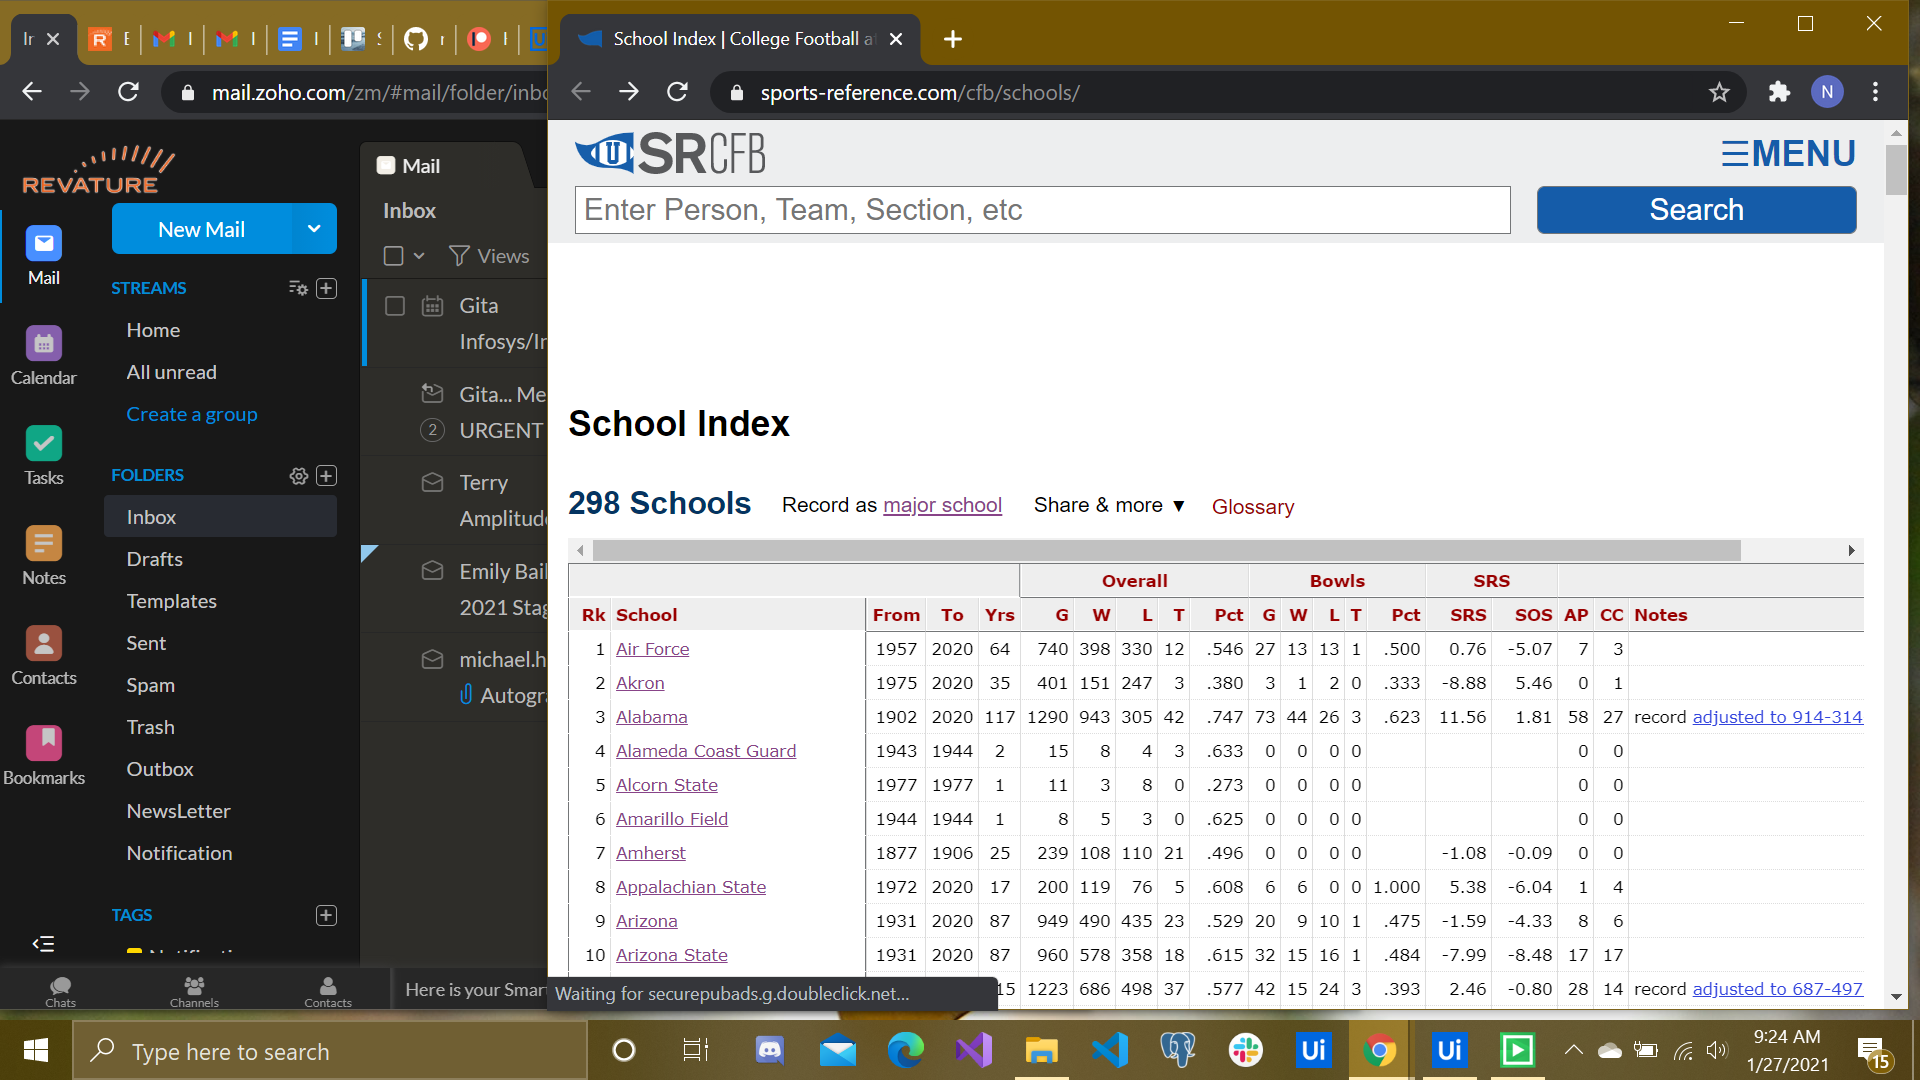 Ir
School Index | College Football a
mail.zoho.com/zm/#mail/folder/inbo
sports-reference.com/cfb/schools/
N
REVATURE
New Mail
Mail
Calendar
Tasks
Notes
Contacts
Bookmarks
STREAMS
Home
All unread
Create a group
FOLDERS
Inbox
Drafts
Templates
Sent
Spam
Trash
Outbox
NewsLetter
Notification
TAGS
Chats
Channels
Contacts
Mail
Inbox
Views
Gita
Infosys/In
Gita... Me
2 URGENT
Terry
Amplitude
Emily Bail
2021 Stag
michael.h
Autogra
Here is your Smart
U SRCFB
MENU
Enter Person, Team, Section, etc
Search
School Index
298 Schools Record as major school Share & more ▼ Glossary
Overall Bowls SRS
Rk School From To Yrs G W L T Pct G W L T Pct SRS SOS AP CC Notes
1 Air Force 1957 2020 64 740 398 330 12 .546 27 13 13 1 .500 0.76 -5.07 7 3
2 Akron 1975 2020 35 401 151 247 3 .380 3 1 2 0 .333 -8.88 5.46 0 1
3 Alabama 1902 2020 117 1290 943 305 42 .747 73 44 26 3 .623 11.56 1.81 58 27 record adjusted to 914-314
4 Alameda Coast Guard 1943 1944 2 15 8 4 3 .633 0 0 0 0 0 0
5 Alcorn State 1977 1977 1 11 3 8 0 .273 0 0 0 0 0 0
6 Amarillo Field 1944 1944 1 8 5 3 0 .625 0 0 0 0 0 0
7 Amherst 1877 1906 25 239 108 110 21 .496 0 0 0 0 -1.08 -0.09 0 0
8 Appalachian State 1972 2020 17 200 119 76 5 .608 6 6 0 0 1.000 5.38 -6.04 1 4
9 Arizona 1931 2020 87 949 490 435 23 .529 20 9 10 1 .475 -1.59 -4.33 8 6
10 Arizona State 1931 2020 87 960 578 358 18 .615 32 15 16 1 .484 -7.99 -8.48 17 17
15 1223 686 498 37 .577 42 15 24 3 .393 2.46 -0.80 28 14 record adjusted to 687-497
Waiting for securepubads.g.doubleclick.net...
Type here to search
Ui
Ui
9:24 AM
1/27/2021
15